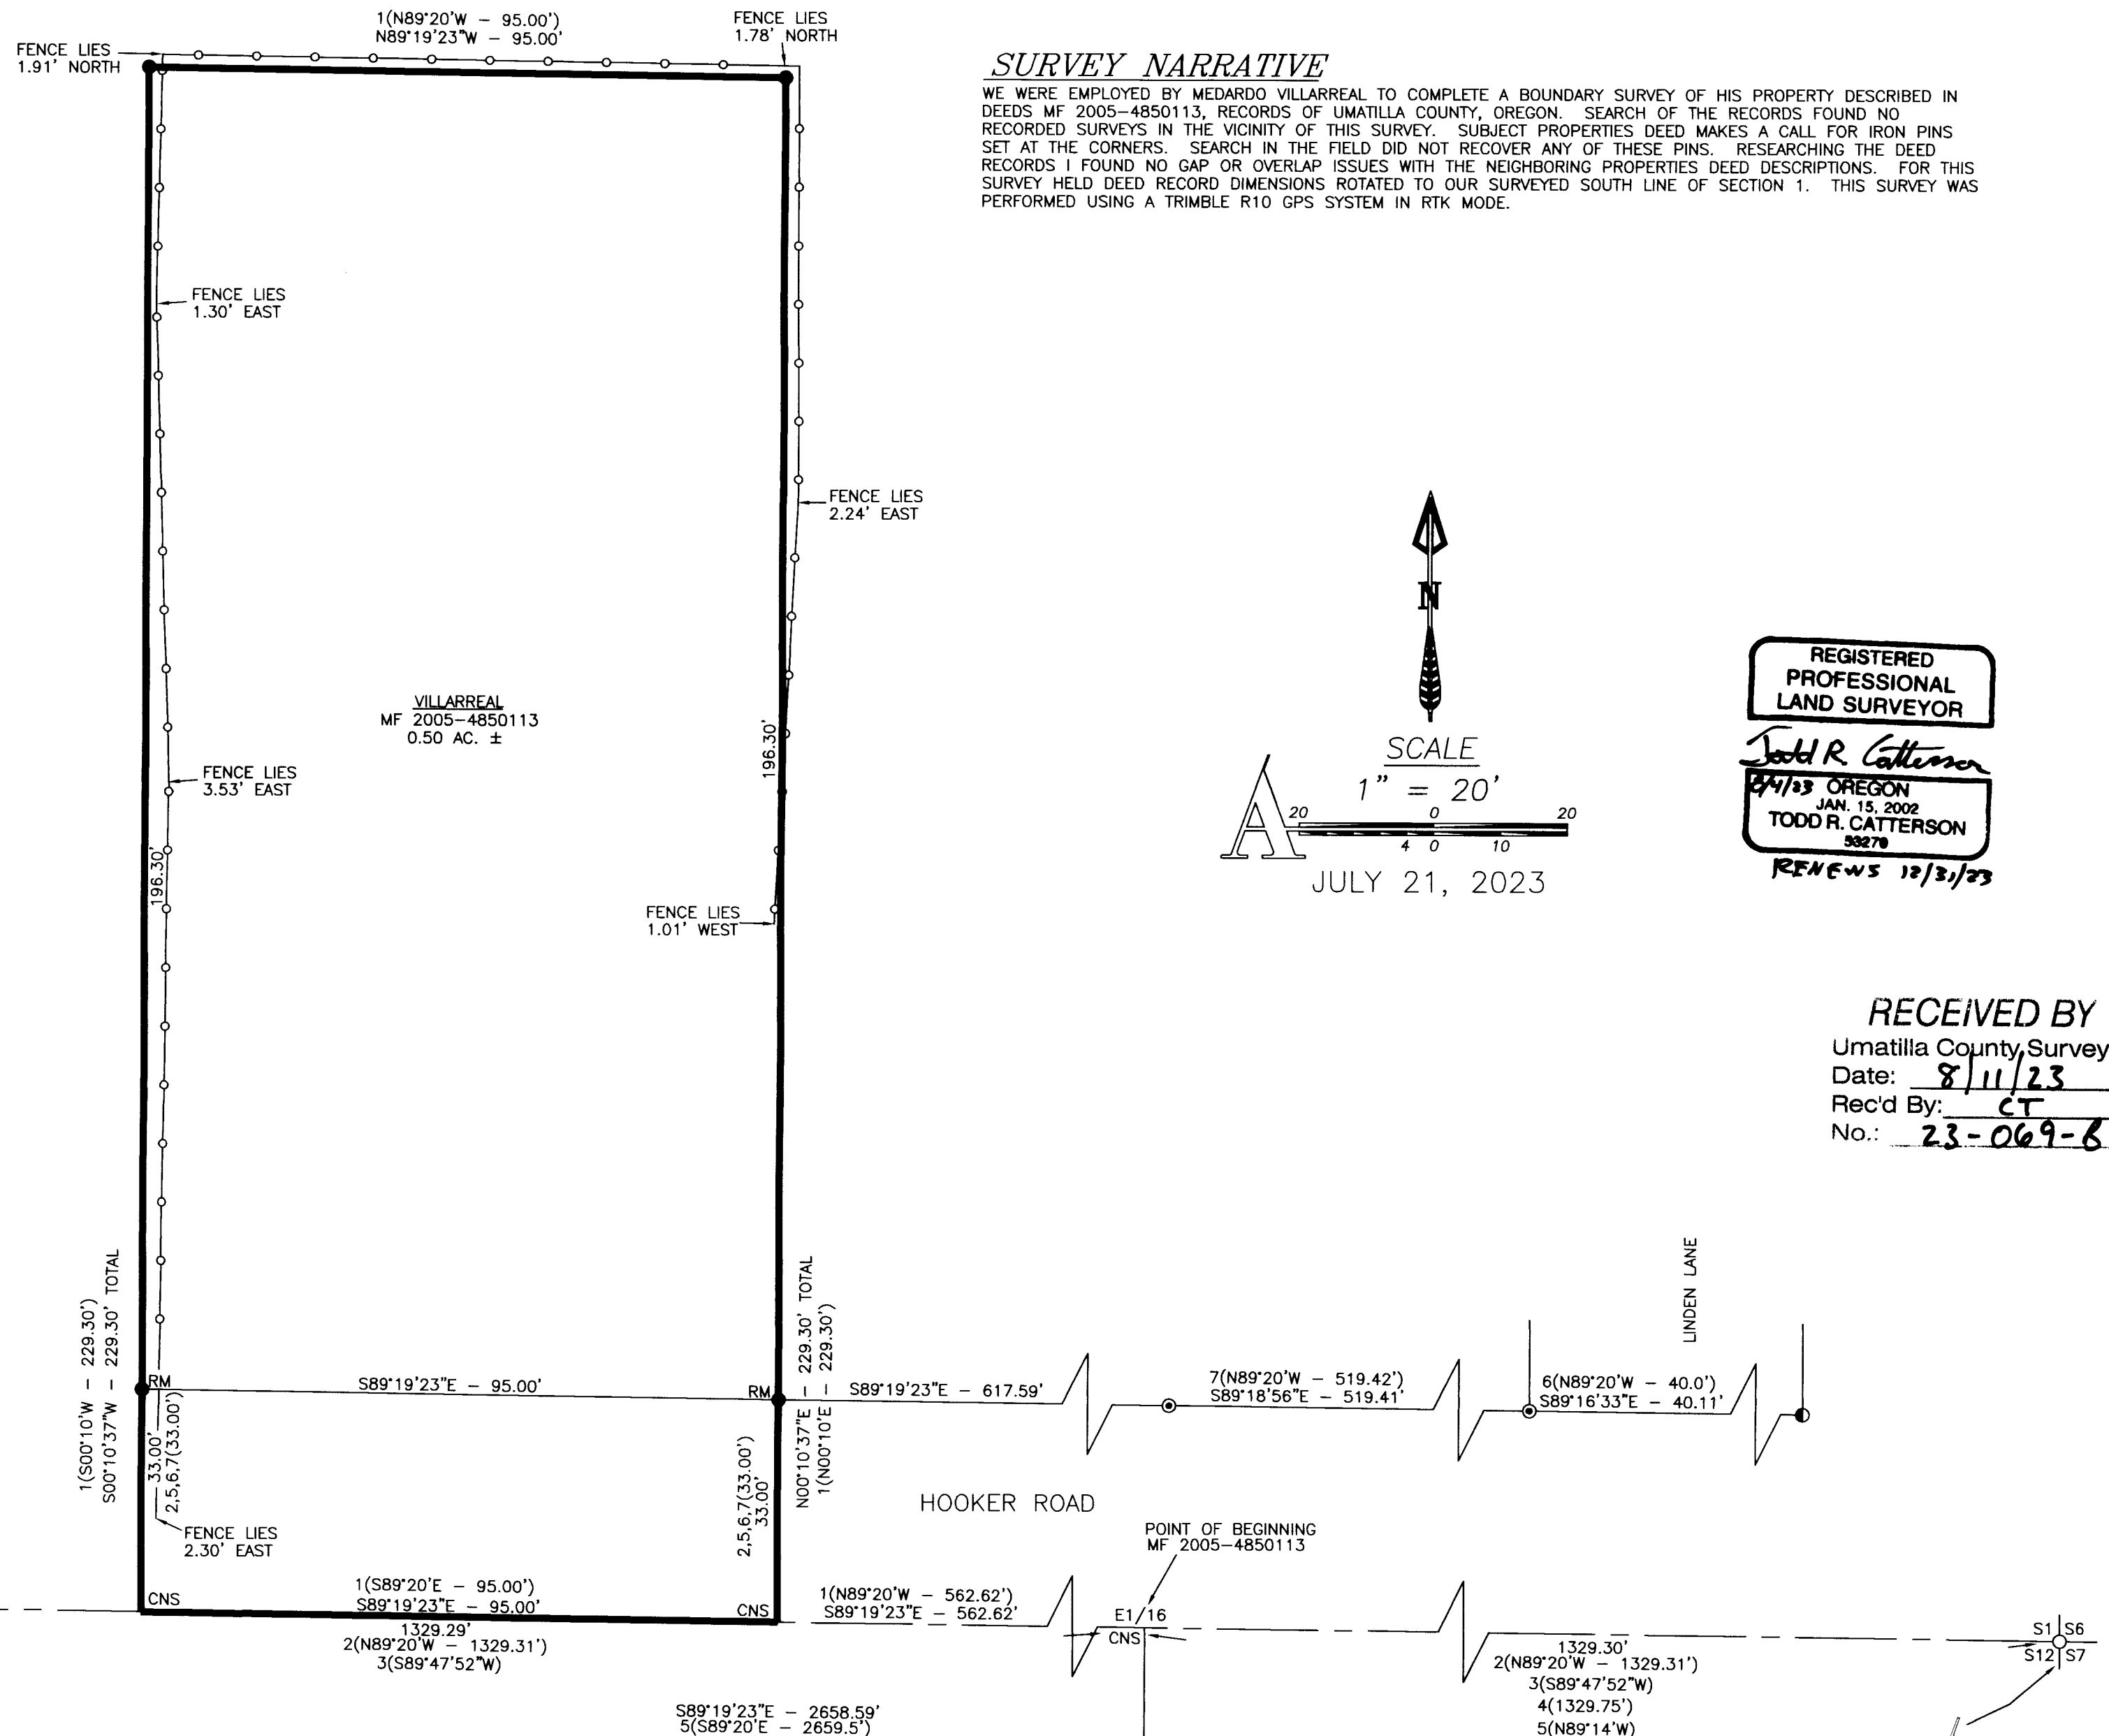 1(N89°20'W – 95.00')
N89°19'23"W – 95.00'
FENCE LIES
1.78' NORTH
FENCE LIES
1.91' NORTH
SURVEY NARRATIVE
WE WERE EMPLOYED BY MEDARDO VILLARREAL TO COMPLETE A BOUNDARY SURVEY OF HIS PROPERTY DESCRIBED IN
DEEDS MF 2005-4850113, RECORDS OF UMATILLA COUNTY, OREGON. SEARCH OF THE RECORDS FOUND NO
RECORDED SURVEYS IN THE VICINITY OF THIS SURVEY. SUBJECT PROPERTIES DEED MAKES A CALL FOR IRON PINS
SET AT THE CORNERS. SEARCH IN THE FIELD DID NOT RECOVER ANY OF THESE PINS. RESEARCHING THE DEED
RECORDS I FOUND NO GAP OR OVERLAP ISSUES WITH THE NEIGHBORING PROPERTIES DEED DESCRIPTIONS. FOR THIS
SURVEY HELD DEED RECORD DIMENSIONS ROTATED TO OUR SURVEYED SOUTH LINE OF SECTION 1. THIS SURVEY WAS
PERFORMED USING A TRIMBLE R10 GPS SYSTEM IN RTK MODE.
FENCE LIES
1.30' EAST
FENCE LIES
2.24' EAST
N
VILLARREAL
MF 2005-4850113
0.50 AC. ±
196.30'
FENCE LIES
3.53' EAST
196.30'
FENCE LIES
1.01' WEST
SCALE
1" = 20'
A
20 0 20
4 0 10
JULY 21, 2023
REGISTERED
PROFESSIONAL
LAND SURVEYOR
Todd R. Catterson
8/4/23 OREGON
JAN. 15, 2002
TODD R. CATTERSON
53270
RENEWS 12/31/23
RECEIVED BY
Umatilla County Survey
Date: 8/11/23
Rec'd By: CT
No.: 23-069-B
1(S00°10'W – 229.30')
S00°10'37"W – 229.30' TOTAL
N00°10'37"E – 229.30' TOTAL
1(N00°10'E – 229.30')
LINDEN LANE
RM
S89°19'23"E – 95.00'
RM
S89°19'23"E – 617.59'
7(N89°20'W – 519.42')
S89°18'56"E – 519.41'
6(N89°20'W – 40.0')
S89°16'33"E – 40.11'
33.00'
2,5,6,7(33.00')
2,5,6,7(33.00')
33.00'
HOOKER ROAD
FENCE LIES
2.30' EAST
POINT OF BEGINNING
MF 2005-4850113
CNS
1(S89°20'E – 95.00')
S89°19'23"E – 95.00'
CNS
1(N89°20'W – 562.62')
S89°19'23"E – 562.62'
E1/16
CNS
1329.29'
2(N89°20'W – 1329.31')
3(S89°47'52"W)
1329.30'
2(N89°20'W – 1329.31')
3(S89°47'52"W)
4(1329.75')
5(N89°14'W)
S1 S6
S12 S7
S89°19'23"E – 2658.59'
5(S89°20'E – 2659.5')